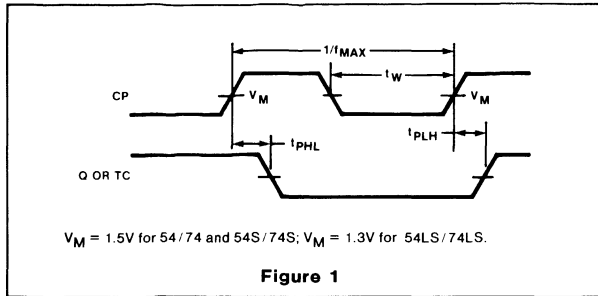 1/fMAX
tW
CP
VM
VM
tPHL
tPLH
Q OR TC
VM = 1.5V for 54/74 and 54S/74S; VM = 1.3V for 54LS/74LS.
Figure 1